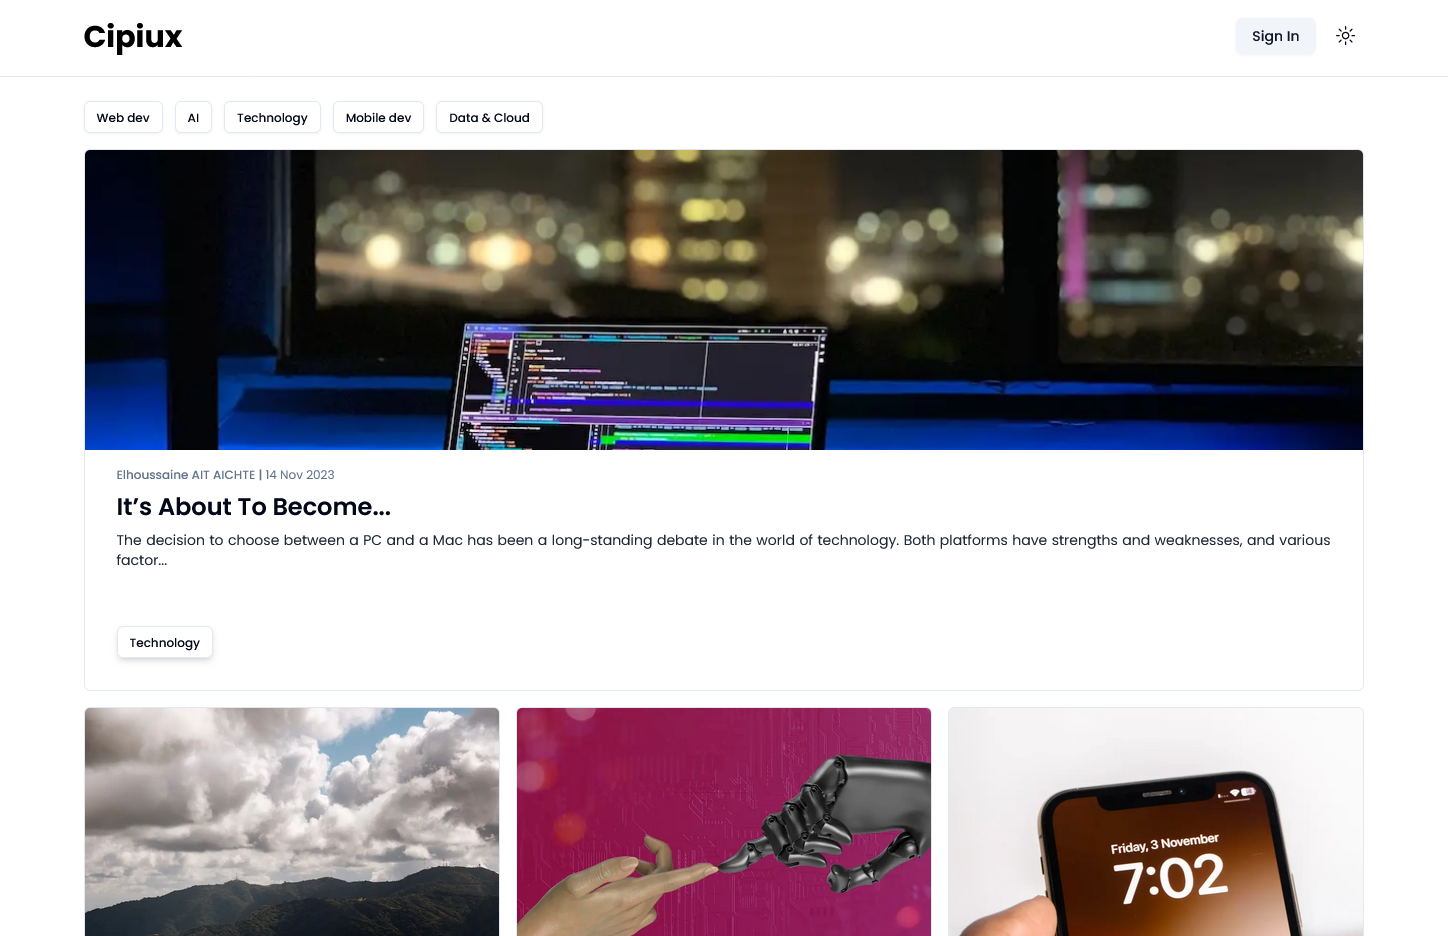 Cipiux
Sign In
Web dev
AI
Technology
Mobile dev
Data & Cloud
Elhoussaine AIT AICHTE | 14 Nov 2023
It’s About To Become...
The decision to choose between a PC and a Mac has been a long-standing debate in the world of technology. Both platforms have strengths and weaknesses, and various
factor...
Technology
Friday, 3 November
7:02